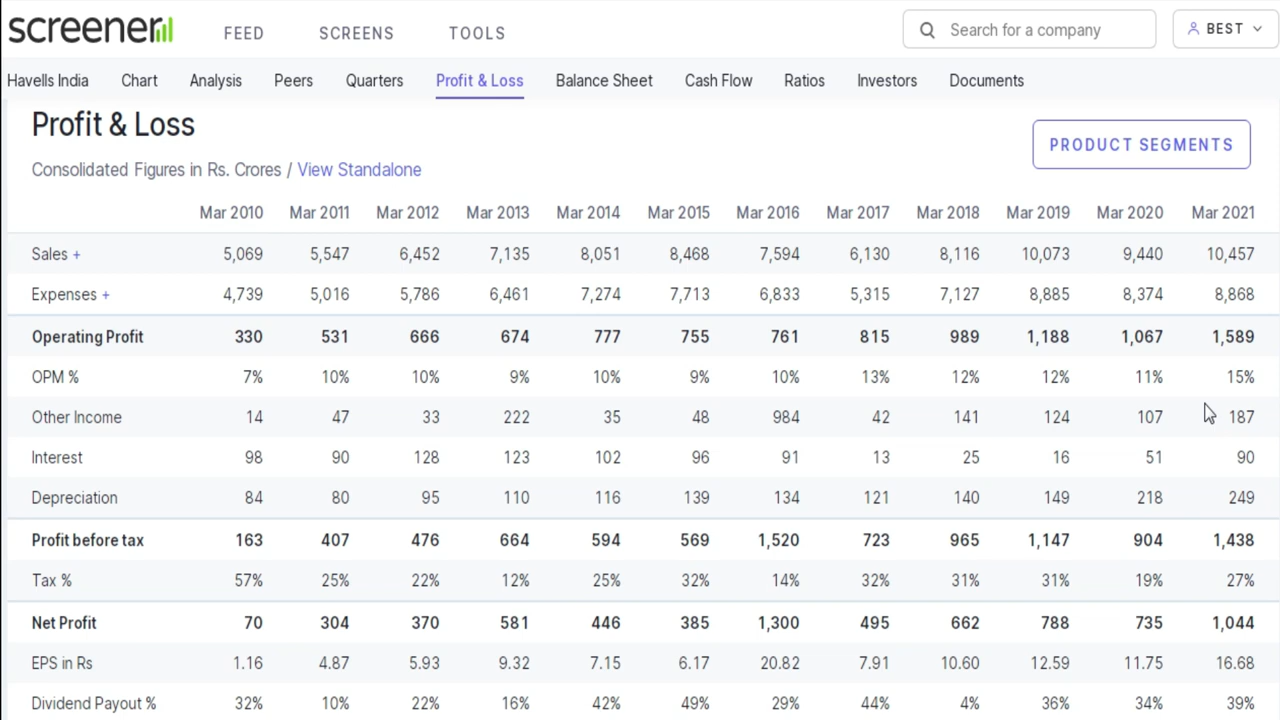 screener FEED SCREENS TOOLS Search for a company BEST
Havells India Chart Analysis Peers Quarters Profit & Loss Balance Sheet Cash Flow Ratios Investors Documents
Profit & Loss
PRODUCT SEGMENTS
Consolidated Figures in Rs. Crores / View Standalone
Mar 2010 Mar 2011 Mar 2012 Mar 2013 Mar 2014 Mar 2015 Mar 2016 Mar 2017 Mar 2018 Mar 2019 Mar 2020 Mar 2021
Sales + 5,069 5,547 6,452 7,135 8,051 8,468 7,594 6,130 8,116 10,073 9,440 10,457
Expenses + 4,739 5,016 5,786 6,461 7,274 7,713 6,833 5,315 7,127 8,885 8,374 8,868
Operating Profit 330 531 666 674 777 755 761 815 989 1,188 1,067 1,589
OPM % 7% 10% 10% 9% 10% 9% 10% 13% 12% 12% 11% 15%
Other Income 14 47 33 222 35 48 984 42 141 124 107 187
Interest 98 90 128 123 102 96 91 13 25 16 51 90
Depreciation 84 80 95 110 116 139 134 121 140 149 218 249
Profit before tax 163 407 476 664 594 569 1,520 723 965 1,147 904 1,438
Tax % 57% 25% 22% 12% 25% 32% 14% 32% 31% 31% 19% 27%
Net Profit 70 304 370 581 446 385 1,300 495 662 788 735 1,044
EPS in Rs 1.16 4.87 5.93 9.32 7.15 6.17 20.82 7.91 10.60 12.59 11.75 16.68
Dividend Payout % 32% 10% 22% 16% 42% 49% 29% 44% 4% 36% 34% 39%